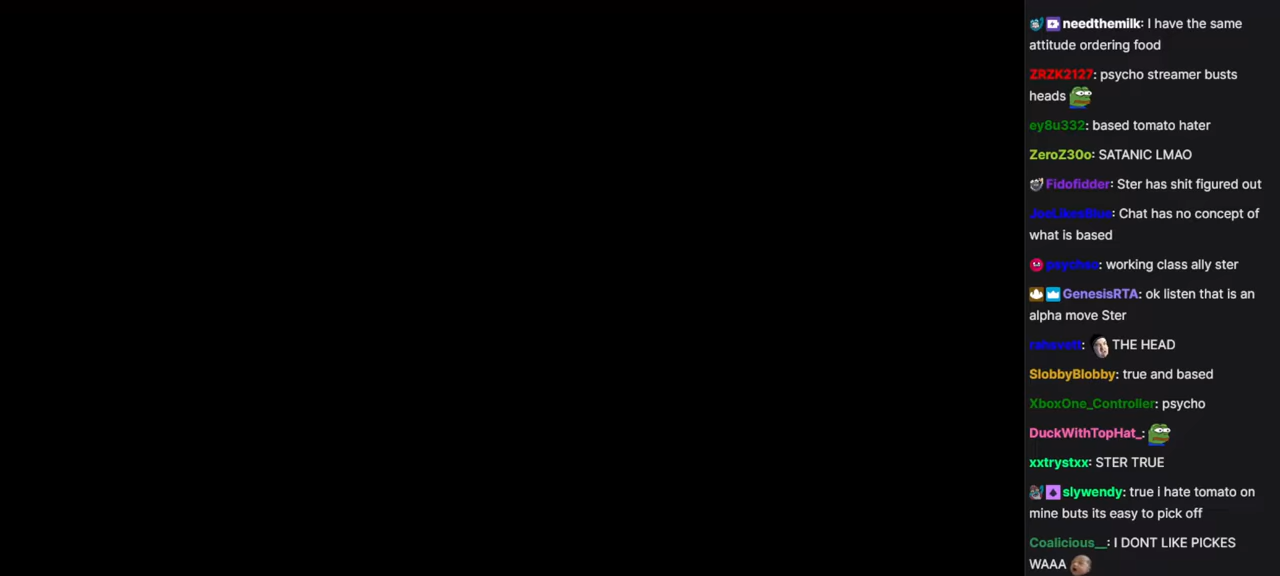 needthemilk: I have the same
attitude ordering food
ZRZK2127: psycho streamer busts
heads
ey8u332: based tomato hater
ZeroZ30o: SATANIC LMAO
Fidofidder: Ster has shit figured out
JoeLikesBlue: Chat has no concept of
what is based
: working class ally ster
GenesisRTA: ok listen that is an
alpha move Ster
: THE HEAD
SlobbyBlobby: true and based
XboxOne_Controller: psycho
DuckWithTopHat_:
xxtrystxx: STER TRUE
slywendy: true i hate tomato on
mine buts its easy to pick off
Coalicious__: I DONT LIKE PICKES
WAAA